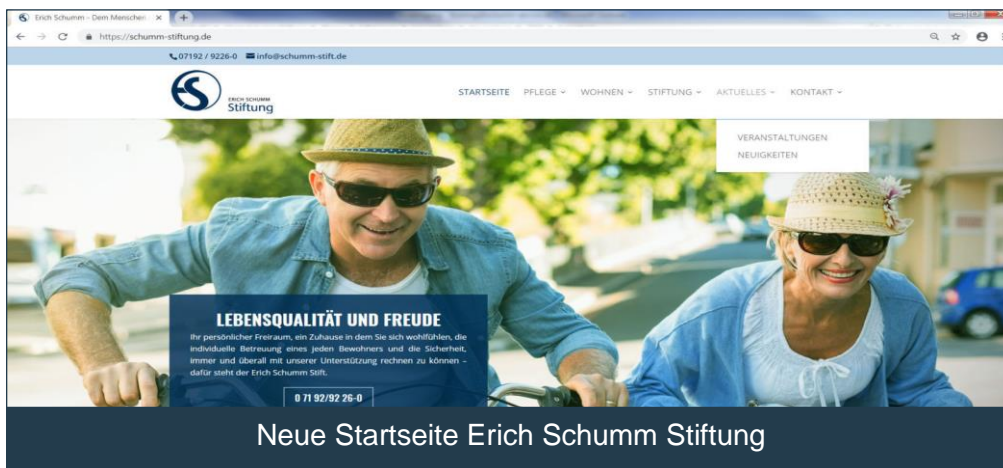 Erich Schumm – Dem Menschen
https://schumm-stiftung.de
07192 / 9226-0 info@schumm-stift.de
ES
ERICH SCHUMM
Stiftung
STARTSEITE PFLEGE WOHNEN STIFTUNG AKTUELLES KONTAKT
VERANSTALTUNGEN
NEUIGKEITEN
LEBENSQUALITÄT UND FREUDE
Ihr persönlicher Freiraum, ein Zuhause in dem Sie sich wohlfühlen, die
individuelle Betreuung eines jeden Bewohners und die Sicherheit,
immer und überall mit unserer Unterstützung rechnen zu können –
dafür steht der Erich Schumm Stift.
0 71 92/92 26-0
Neue Startseite Erich Schumm Stiftung